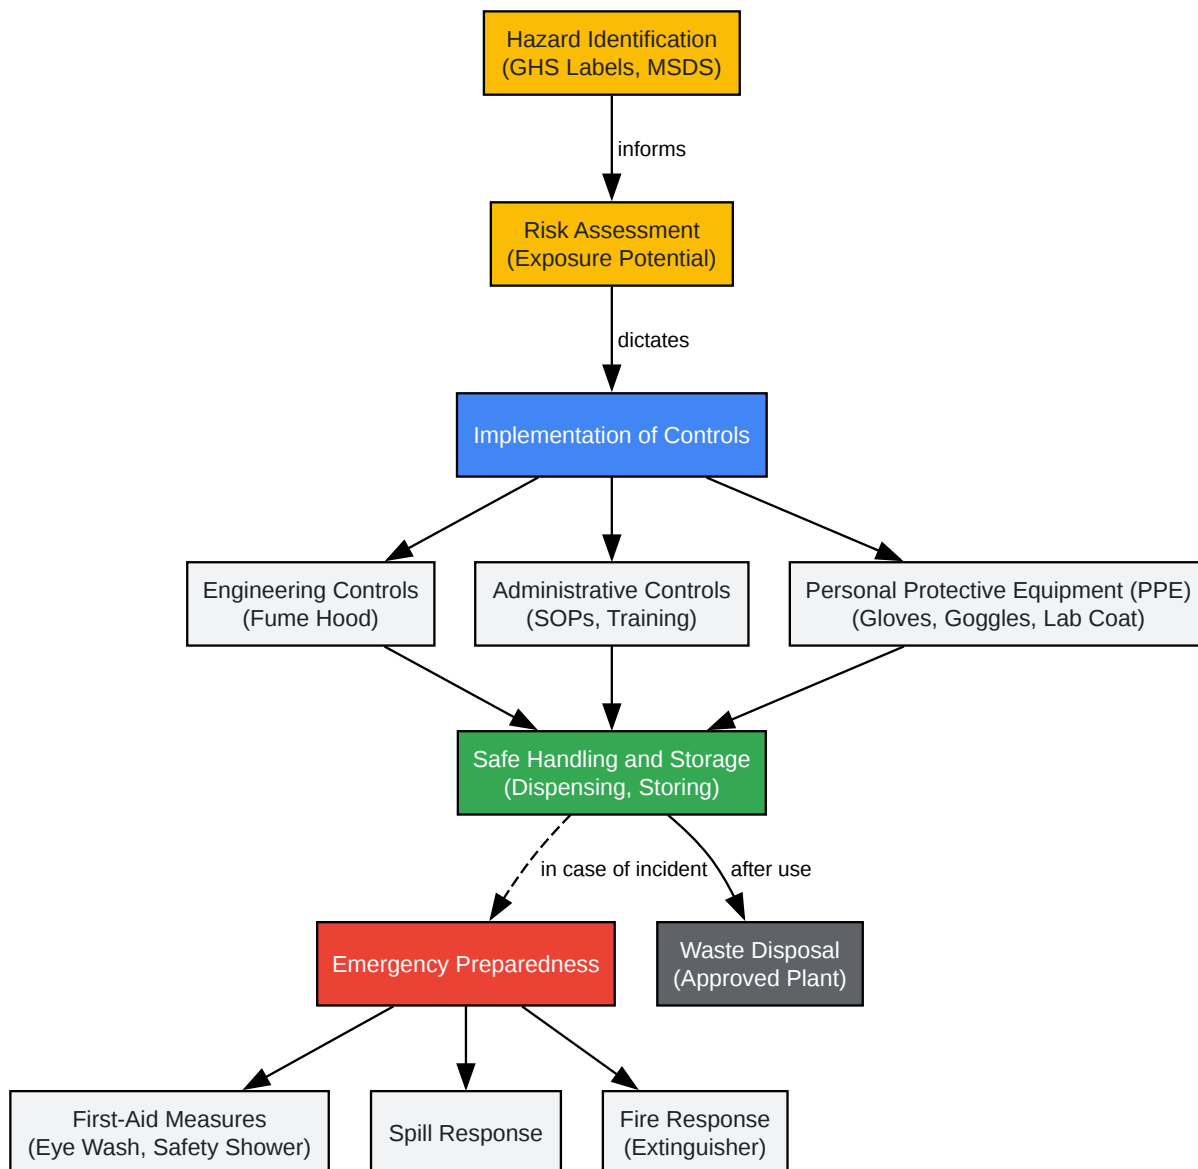 Hazard Identification
(GHS Labels, MSDS)
informs
Risk Assessment
(Exposure Potential)
dictates
Implementation of Controls
Engineering Controls
(Fume Hood)
Administrative Controls
(SOPs, Training)
Personal Protective Equipment (PPE)
(Gloves, Goggles, Lab Coat)
Safe Handling and Storage
(Dispensing, Storing)
in case of incident
after use
Emergency Preparedness
Waste Disposal
(Approved Plant)
First-Aid Measures
(Eye Wash, Safety Shower)
Spill Response
Fire Response
(Extinguisher)